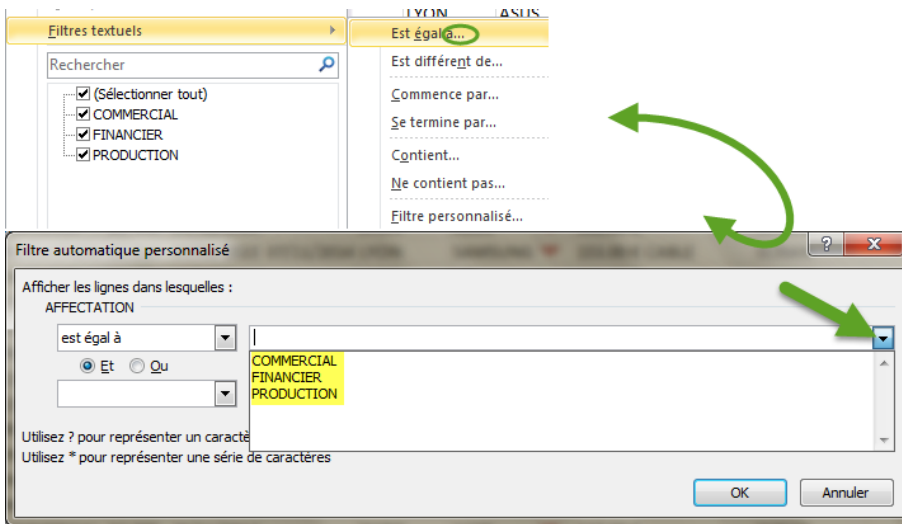 LYON ASUS
Filtres textuels
Est égal à...
Rechercher
Est différent de...
(Sélectionner tout)
Commence par...
COMMERCIAL
Se termine par...
FINANCIER
PRODUCTION
Contient...
Ne contient pas...
Filtre personnalisé...
Filtre automatique personnalisé
Afficher les lignes dans lesquelles :
AFFECTATION
est égal à
Et Ou
COMMERCIAL
FINANCIER
PRODUCTION
Utilisez ? pour représenter un caractè
Utilisez * pour représenter une série de caractères
OK Annuler